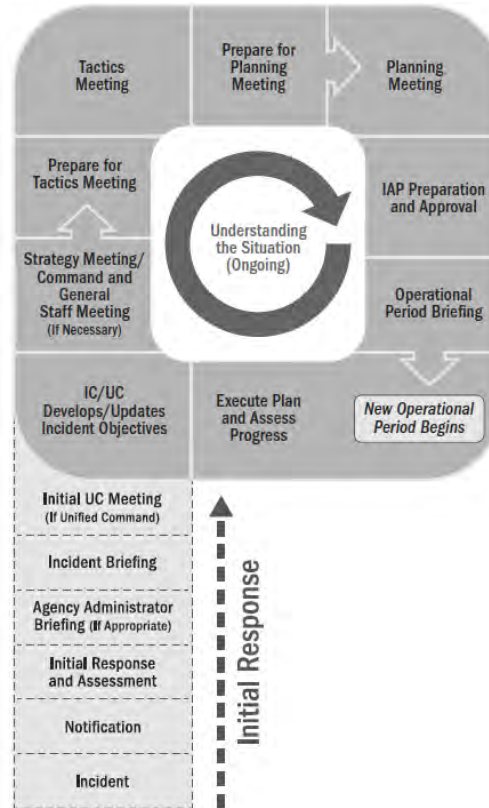 Tactics
Meeting
Prepare for
Planning
Meeting
Planning
Meeting
Prepare for
Tactics Meeting
IAP Preparation
and Approval
Understanding
the Situation
(Ongoing)
Strategy Meeting/
Command and
General
Staff Meeting
(If Necessary)
Operational
Period Briefing
IC/UC
Develops/Updates
Incident Objectives
Execute Plan
and Assess
Progress
New Operational
Period Begins
Initial UC Meeting
(If Unified Command)
Incident Briefing
Agency Administrator
Briefing (If Appropriate)
Initial Response
and Assessment
Notification
Incident
Initial Response